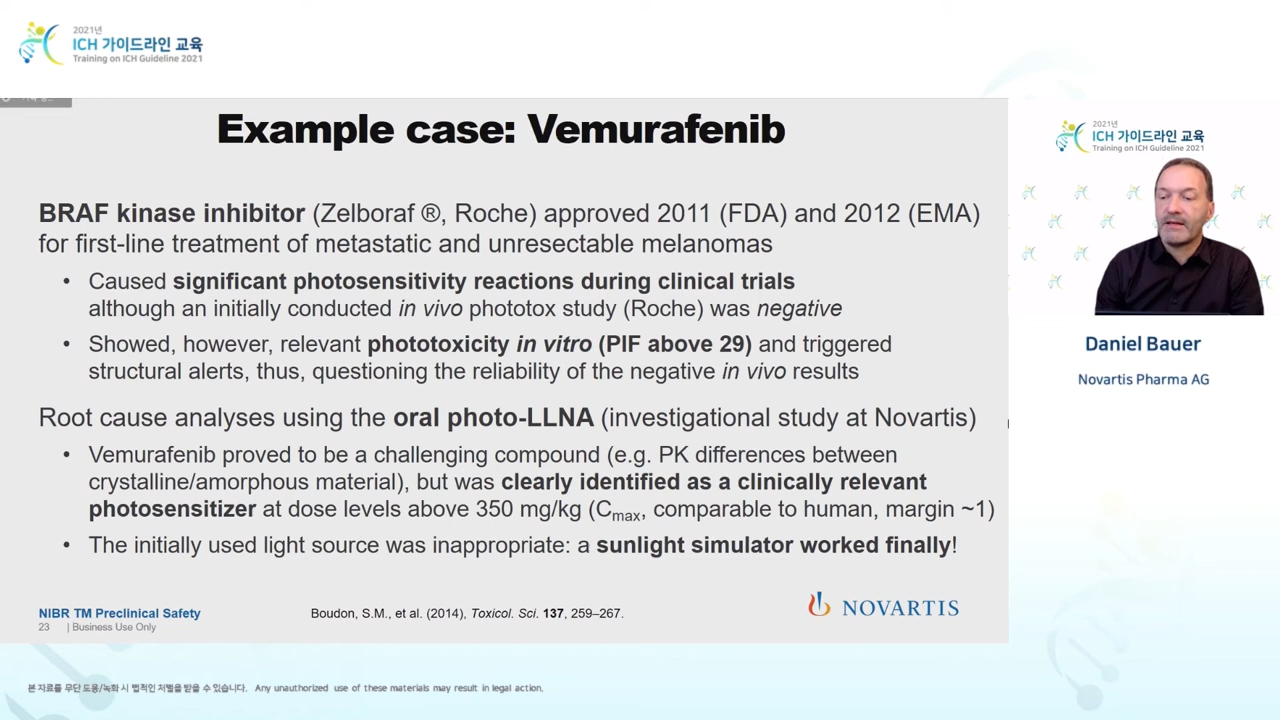 2021년
ICH 가이드라인 교육
Training on ICH Guideline 2021
Example case: Vemurafenib
BRAF kinase inhibitor (Zelboraf ®, Roche) approved 2011 (FDA) and 2012 (EMA)
for first-line treatment of metastatic and unresectable melanomas
• Caused significant photosensitivity reactions during clinical trials
although an initially conducted in vivo phototox study (Roche) was negative
• Showed, however, relevant phototoxicity in vitro (PIF above 29) and triggered
structural alerts, thus, questioning the reliability of the negative in vivo results
Root cause analyses using the oral photo-LLNA (investigational study at Novartis)
• Vemurafenib proved to be a challenging compound (e.g. PK differences between
crystalline/amorphous material), but was clearly identified as a clinically relevant
photosensitizer at dose levels above 350 mg/kg (Cmax, comparable to human, margin ~1)
• The initially used light source was inappropriate: a sunlight simulator worked finally!
NIBR TM Preclinical Safety
23 | Business Use Only
Boudon, S.M., et al. (2014), Toxicol. Sci. 137, 259–267.
NOVARTIS
2021년
ICH 가이드라인 교육
Training on ICH Guideline 2021
Daniel Bauer
Novartis Pharma AG
본 자료를 무단 도용/녹화 시 법적인 처벌을 받을 수 있습니다. Any unauthorized use of these materials may result in legal action.